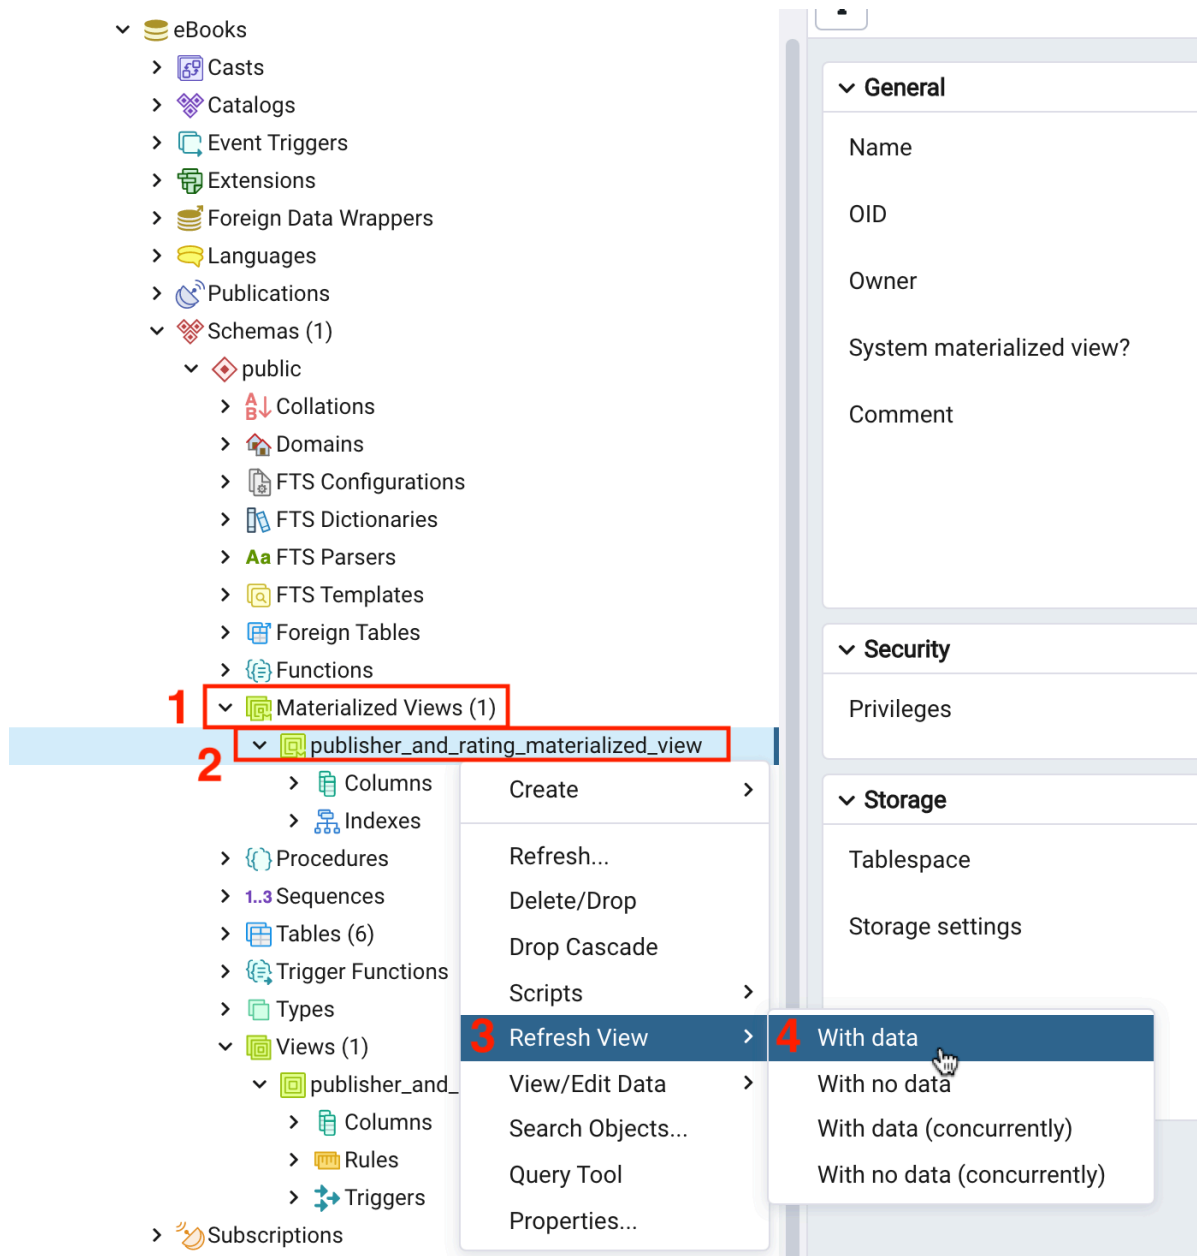 eBooks
Casts
Catalogs
Event Triggers
Extensions
Foreign Data Wrappers
Languages
Publications
Schemas (1)
public
Collations
Domains
FTS Configurations
FTS Dictionaries
Aa FTS Parsers
FTS Templates
Foreign Tables
Functions
1 Materialized Views (1)
2 publisher_and_rating_materialized_view
Columns
Indexes
Procedures
1..3 Sequences
Tables (6)
Trigger Functions
Types
Views (1)
publisher_and_
Columns
Rules
Triggers
Subscriptions
Create
Refresh...
Delete/Drop
Drop Cascade
Scripts
3 Refresh View
View/Edit Data
Search Objects...
Query Tool
Properties...
4 With data
With no data
With data (concurrently)
With no data (concurrently)
General
Name
OID
Owner
System materialized view?
Comment
Security
Privileges
Storage
Tablespace
Storage settings